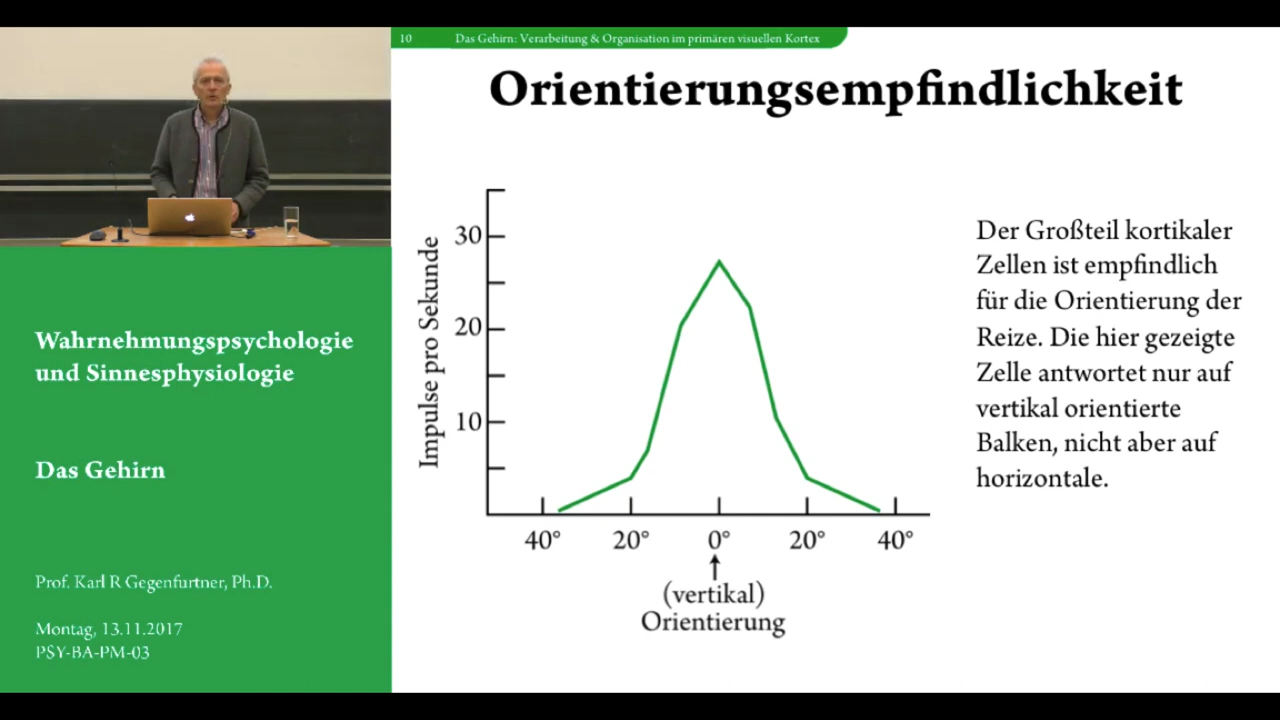 10 Das Gehirn: Verarbeitung & Organisation im primären visuellen Kortex
Orientierungsempfindlichkeit
Wahrnehmungspsychologie
und Sinnesphysiologie
Das Gehirn
Prof. Karl R Gegenfurtner, Ph.D.
Montag, 13.11.2017
PSY-BA-PM-03
Impulse pro Sekunde
30
20
10
40° 20° 0° 20° 40°
(vertikal)
Orientierung
Der Großteil kortikaler
Zellen ist empfindlich
für die Orientierung der
Reize. Die hier gezeigte
Zelle antwortet nur auf
vertikal orientierte
Balken, nicht aber auf
horizontale.